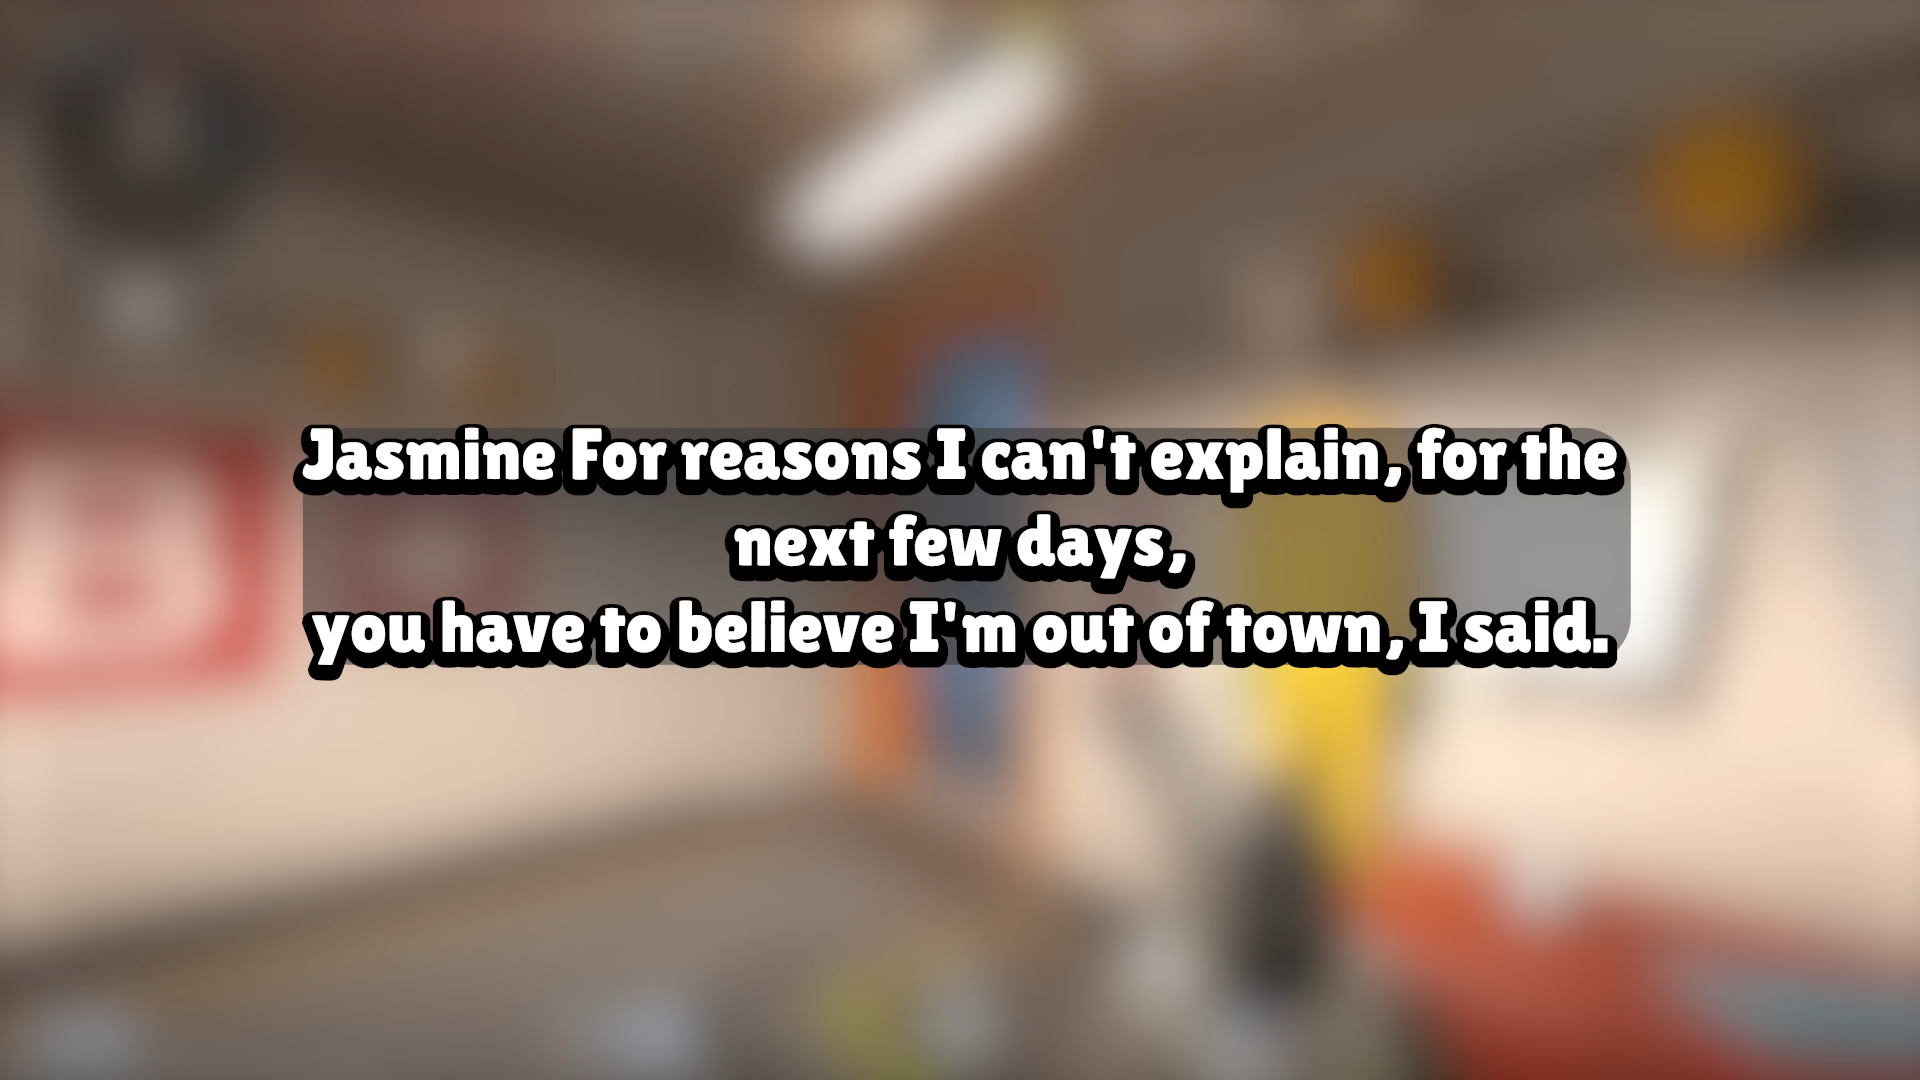 Jasmine For reasons I can't explain, for the
next few days,
you have to believe I'm out of town, I said.